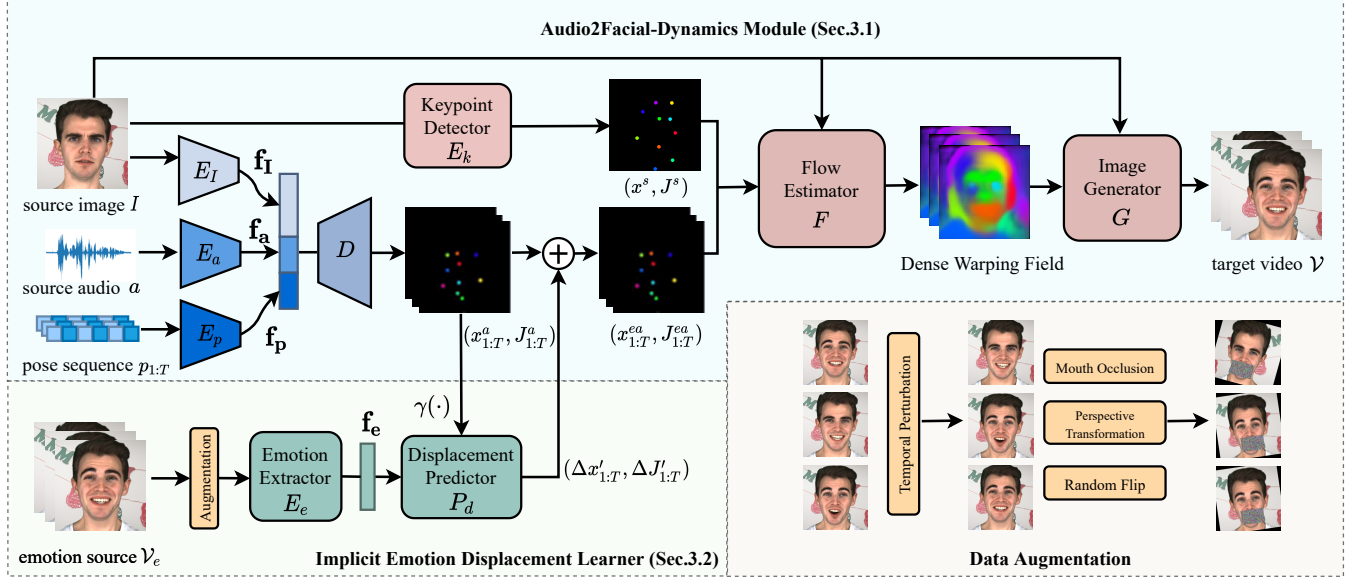 Audio2Facial-Dynamics Module (Sec.3.1)
Keypoint
Detector
E_k
source image I
E_I
f_I
(x^s, J^s)
Flow
Estimator
F
Dense Warping Field
Image
Generator
G
target video V
source audio a
E_a
f_a
D
+
pose sequence p_{1:T}
E_p
f_p
(x^a_{1:T}, J^a_{1:T})
(x^{ea}_{1:T}, J^{ea}_{1:T})
emotion source V_e
Augmentation
Emotion
Extractor
E_e
f_e
γ(·)
Displacement
Predictor
P_d
(Δx'_{1:T}, ΔJ'_{1:T})
Implicit Emotion Displacement Learner (Sec.3.2)
Temporal Perturbation
Mouth Occlusion
Perspective
Transformation
Random Flip
Data Augmentation